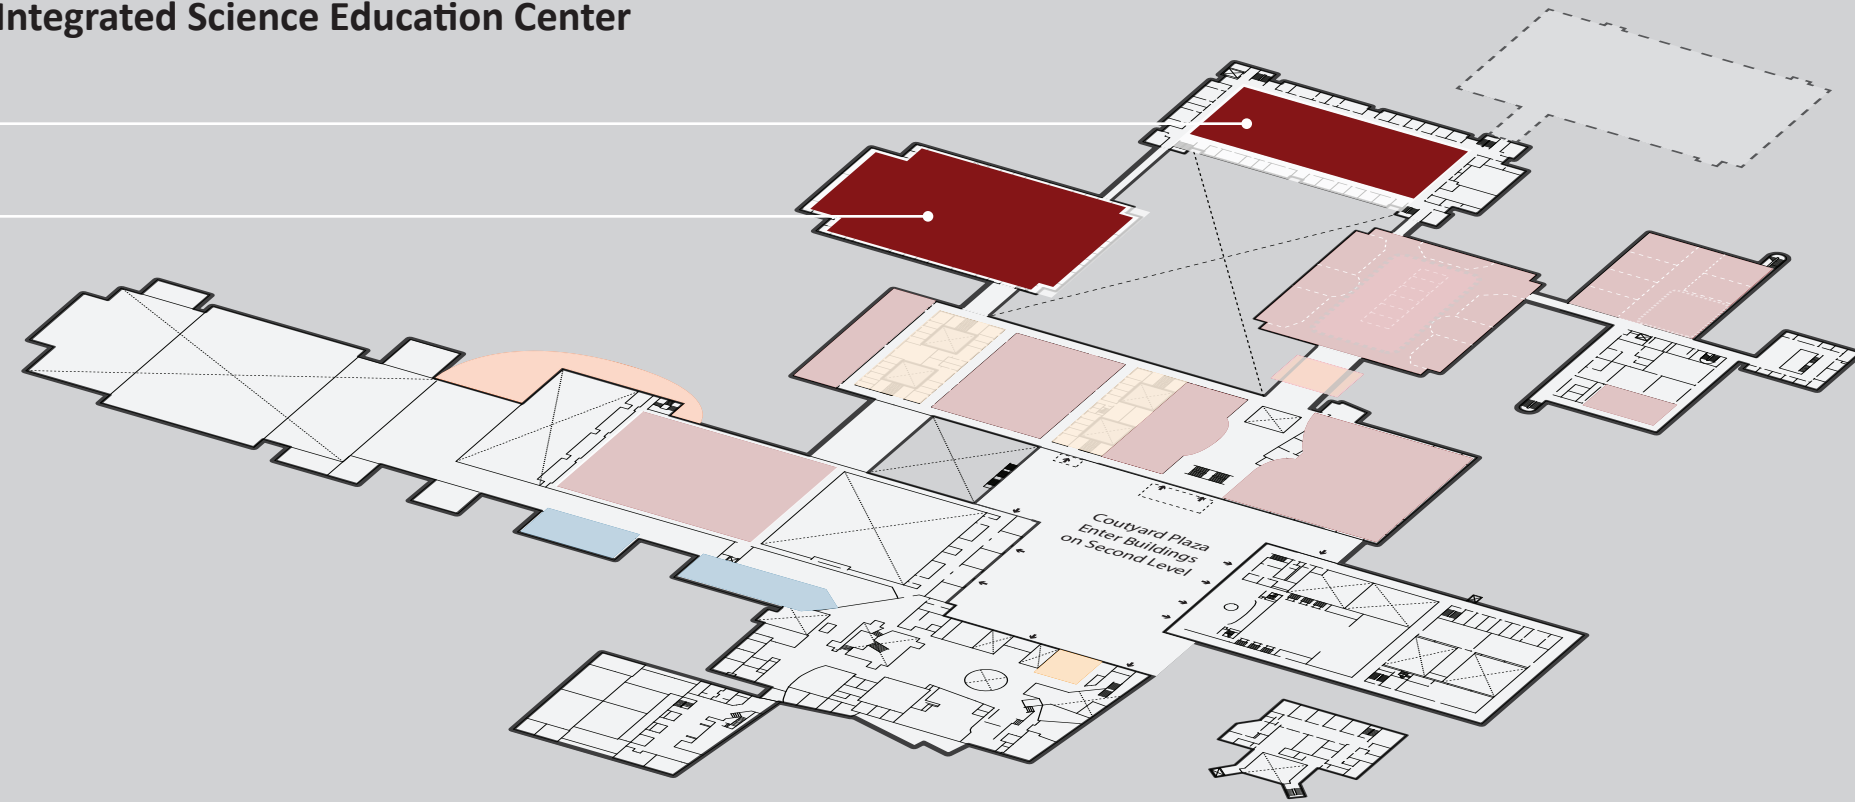 Integrated Science Education Center
Coutyard Plaza
Enter Buildings
on Second Level